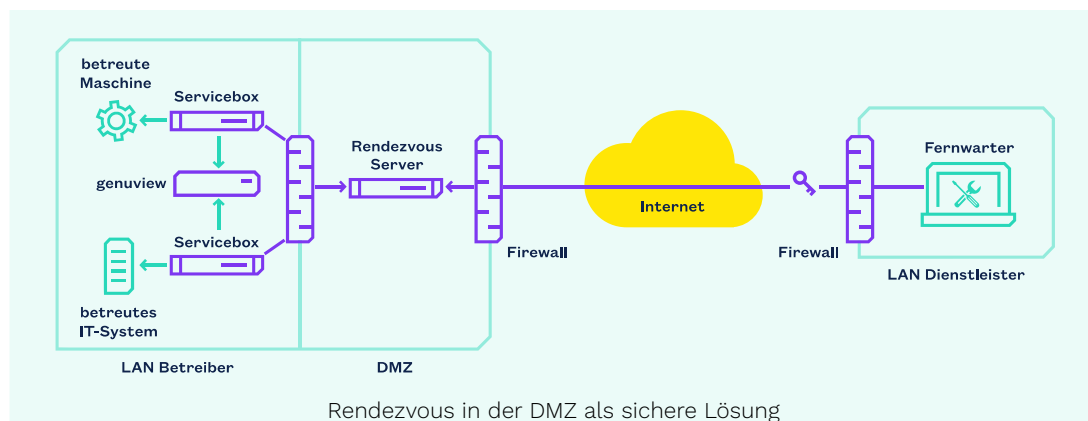 betreute
Maschine
Servicebox
genuview
Servicebox
betreutes
IT-System
LAN Betreiber
Rendezvous
Server
DMZ
Firewall
Internet
Firewall
Fernwarter
LAN Dienstleister
Rendezvous in der DMZ als sichere Lösung